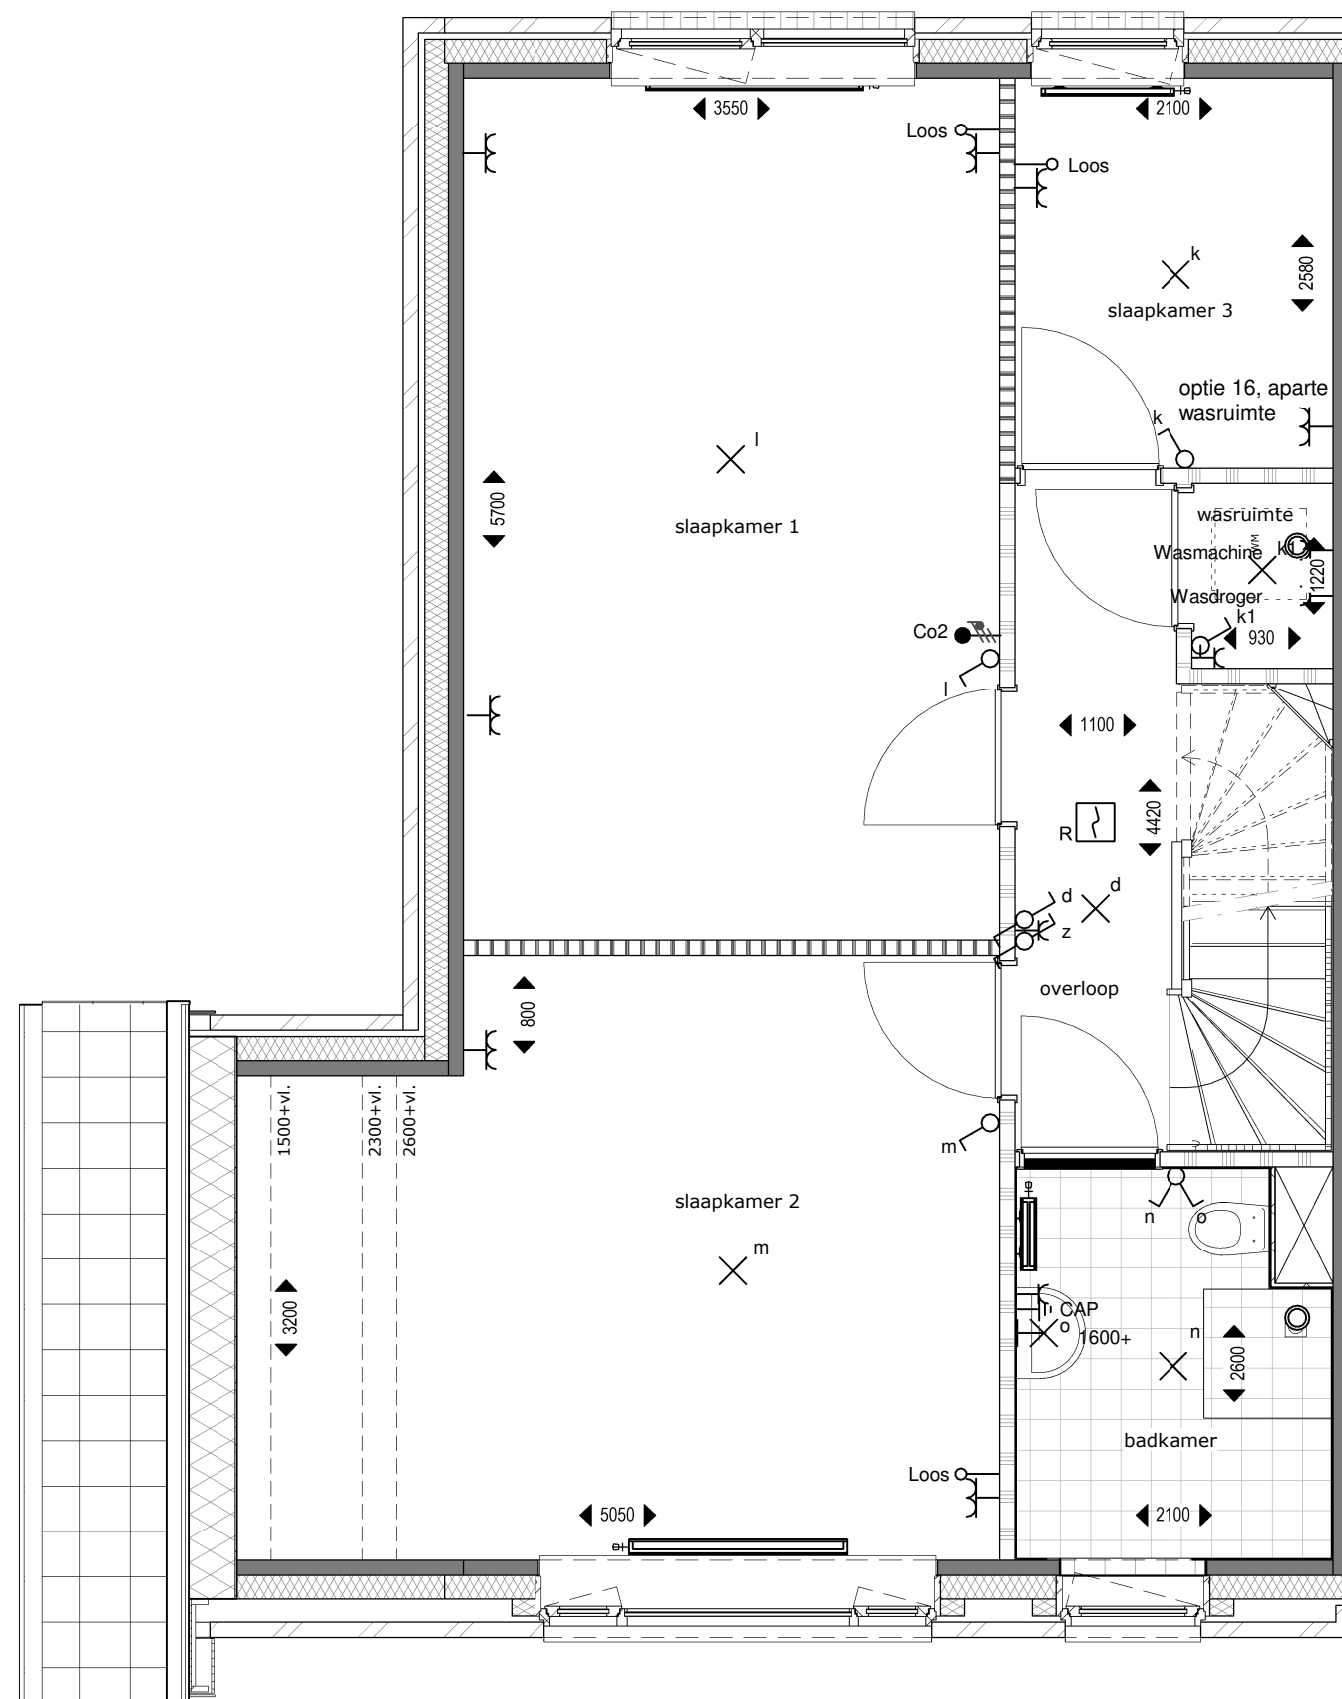 3550
2100
Loos
Loos
k
2580
slaapkamer 3
optie 16, aparte
wasruimte
k
l
5700
slaapkamer 1
wasruimte
WM
Wasmachine
k1
1220
Wasdroger
k1
930
Co2
l
1100
4420
R
d
d
z
overloop
800
1500+vl.
2300+vl.
2600+vl.
m
n
o
slaapkamer 2
m
3200
CAP
o
1600+
n
2600
badkamer
Loos
5050
2100